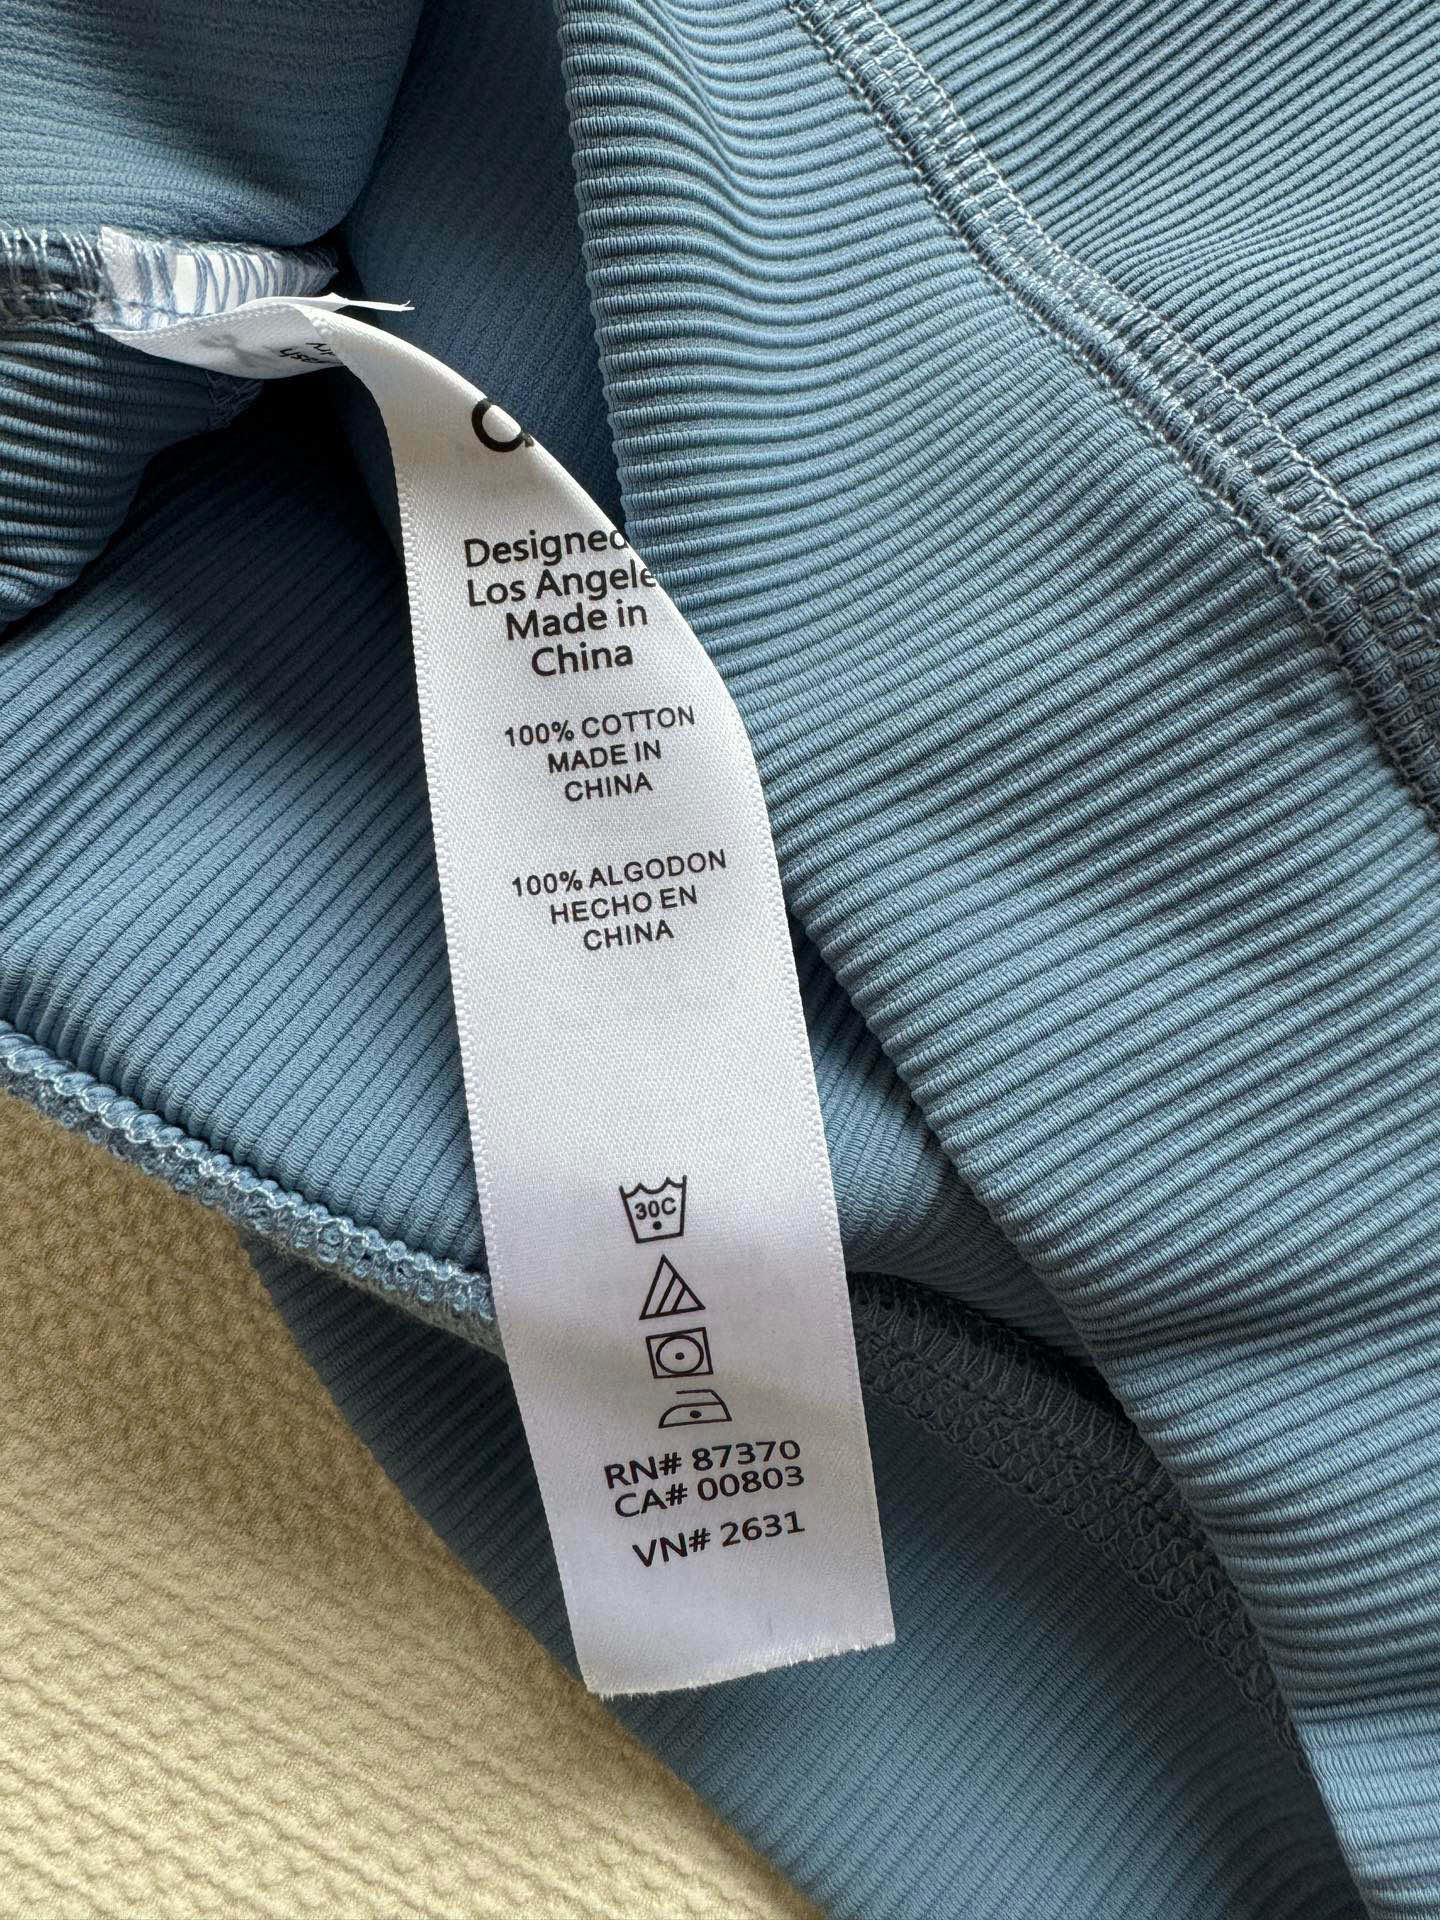 Designed
Los Angele
Made in
China
100% COTTON
MADE IN
CHINA
100% ALGODON
HECHO EN
CHINA
30C
RN# 87370
CA# 00803
VN# 2631